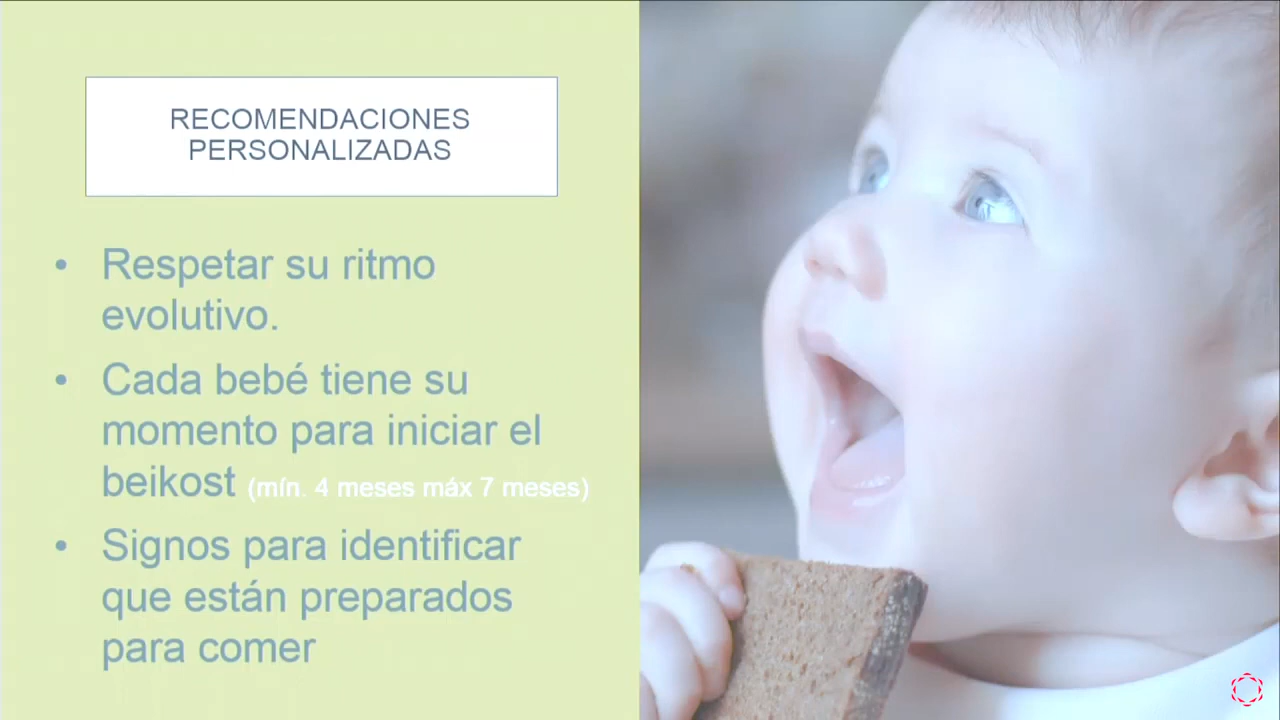 RECOMENDACIONES
PERSONALIZADAS
• Respetar su ritmo
evolutivo.
• Cada bebé tiene su
momento para iniciar el
beikost (mín. 4 meses máx 7 meses)
• Signos para identificar
que están preparados
para comer